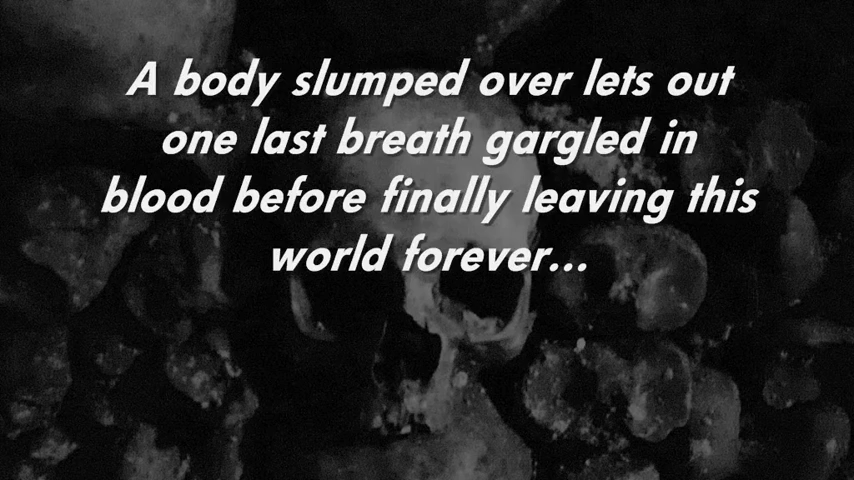 A body slumped over lets out
one last breath gargled in
blood before finally leaving this
world forever...